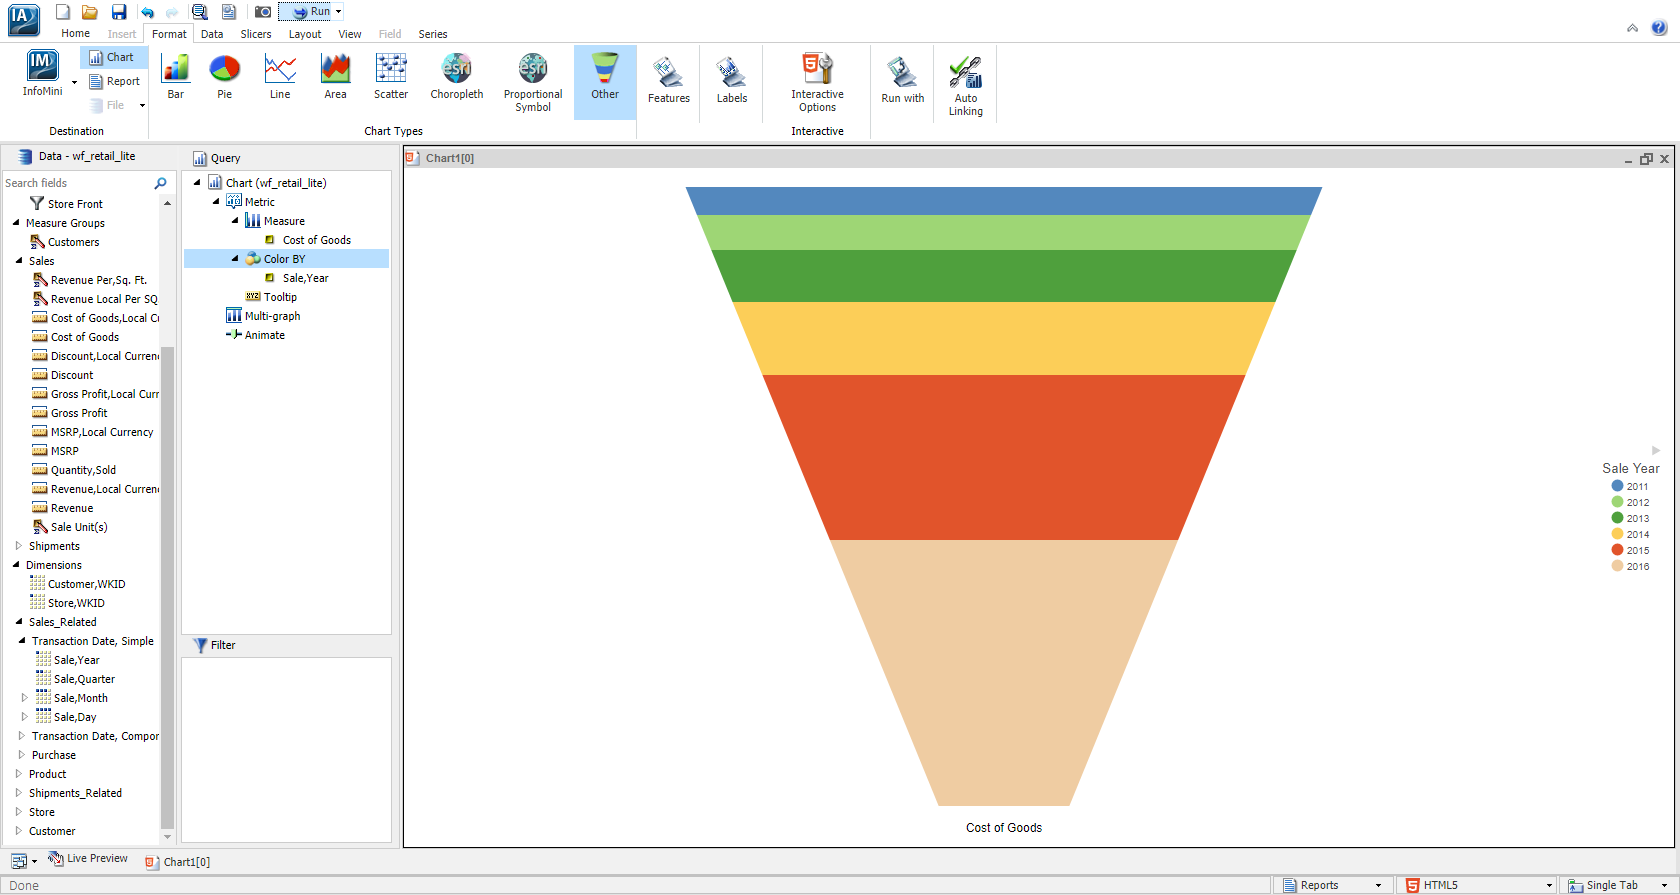 IA
Run
Home Insert Format Data Slicers Layout View Field Series
IM
InfoMini
Chart
Report
File
Destination
Bar
Pie
Line
Area
Scatter
esri
Choropleth
esri
Proportional
Symbol
Other
Chart Types
Features
Labels
Interactive
Options
Interactive
Run with
Auto
Linking
Data - wf_retail_lite
Search fields
Store Front
Measure Groups
Customers
Sales
Revenue Per,Sq. Ft.
Revenue Local Per SQ
Cost of Goods,Local Cu
Cost of Goods
Discount,Local Curren
Discount
Gross Profit,Local Curr
Gross Profit
MSRP,Local Currency
MSRP
Quantity,Sold
Revenue,Local Curren
Revenue
Sale Unit(s)
Shipments
Dimensions
Customer,WKID
Store,WKID
Sales_Related
Transaction Date, Simple
Sale,Year
Sale,Quarter
Sale,Month
Sale,Day
Transaction Date, Compor
Purchase
Product
Shipments_Related
Store
Customer
Query
Chart (wf_retail_lite)
Metric
Measure
Cost of Goods
Color BY
Sale,Year
XYZ Tooltip
Multi-graph
Animate
Filter
Chart1[0]
Sale Year
2011
2012
2013
2014
2015
2016
Cost of Goods
Live Preview
Chart1[0]
Done
Reports
HTML5
Single Tab